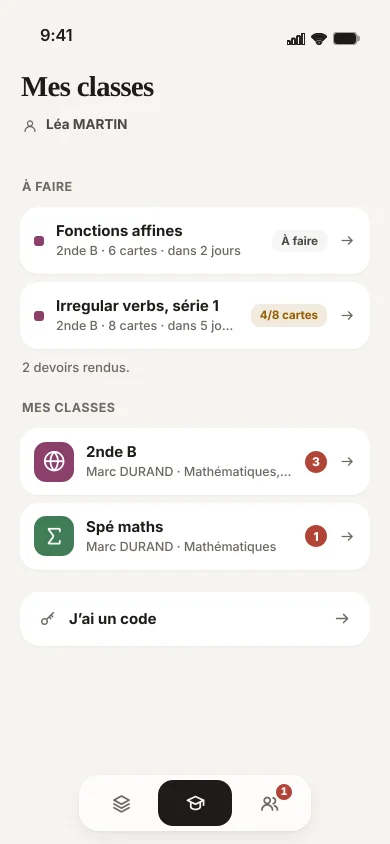 9:41
Mes classes
Léa MARTIN
À FAIRE
Fonctions affines
2nde B · 6 cartes · dans 2 jours
À faire
Irregular verbs, série 1
2nde B · 8 cartes · dans 5 jo...
4/8 cartes
2 devoirs rendus.
MES CLASSES
2nde B
Marc DURAND · Mathématiques,...
3
Spé maths
Marc DURAND · Mathématiques
1
J’ai un code
1